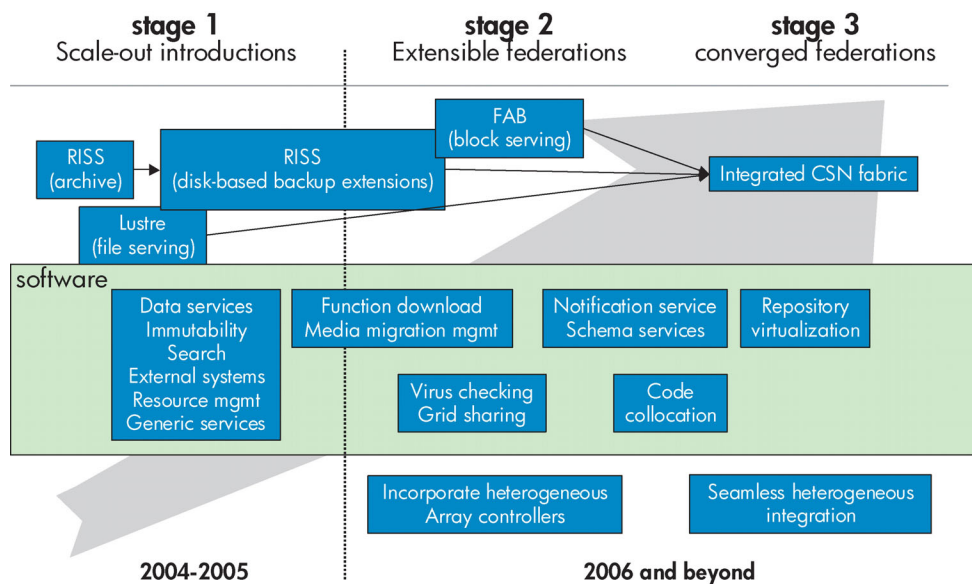 stage 1
Scale-out introductions
stage 2
Extensible federations
stage 3
converged federations
RISS
(archive)
RISS
(disk-based backup extensions)
FAB
(block serving)
Integrated CSN fabric
Lustre
(file serving)
software
Data services
Immutability
Search
External systems
Resource mgmt
Generic services
Function download
Media migration mgmt
Notification service
Schema services
Repository
virtualization
Virus checking
Grid sharing
Code
collocation
Incorporate heterogeneous
Array controllers
Seamless heterogeneous
integration
2004-2005
2006 and beyond